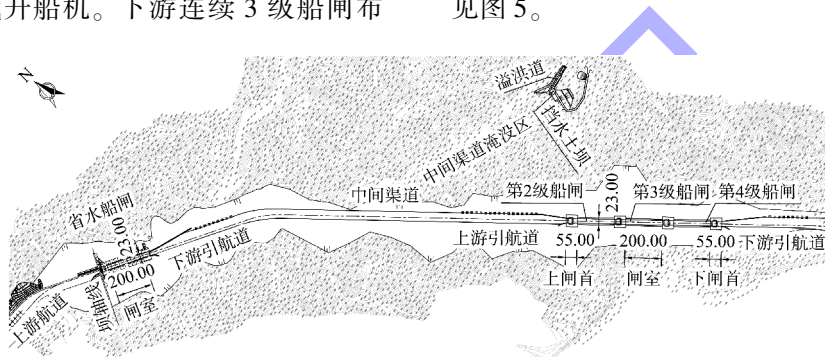 升船机。下游连续 3 级船闸布
见图 5。
N
溢洪道
挡水土坝
中间渠道淹没区
中间渠道
第2级船闸
23.00
第3级船闸
第4级船闸
省水船闸
23.00
200.00
闸室
坝轴线
上游航道
下游引航道
上游引航道
55.00
200.00
55.00
下游引航道
上闸首
闸室
下闸首